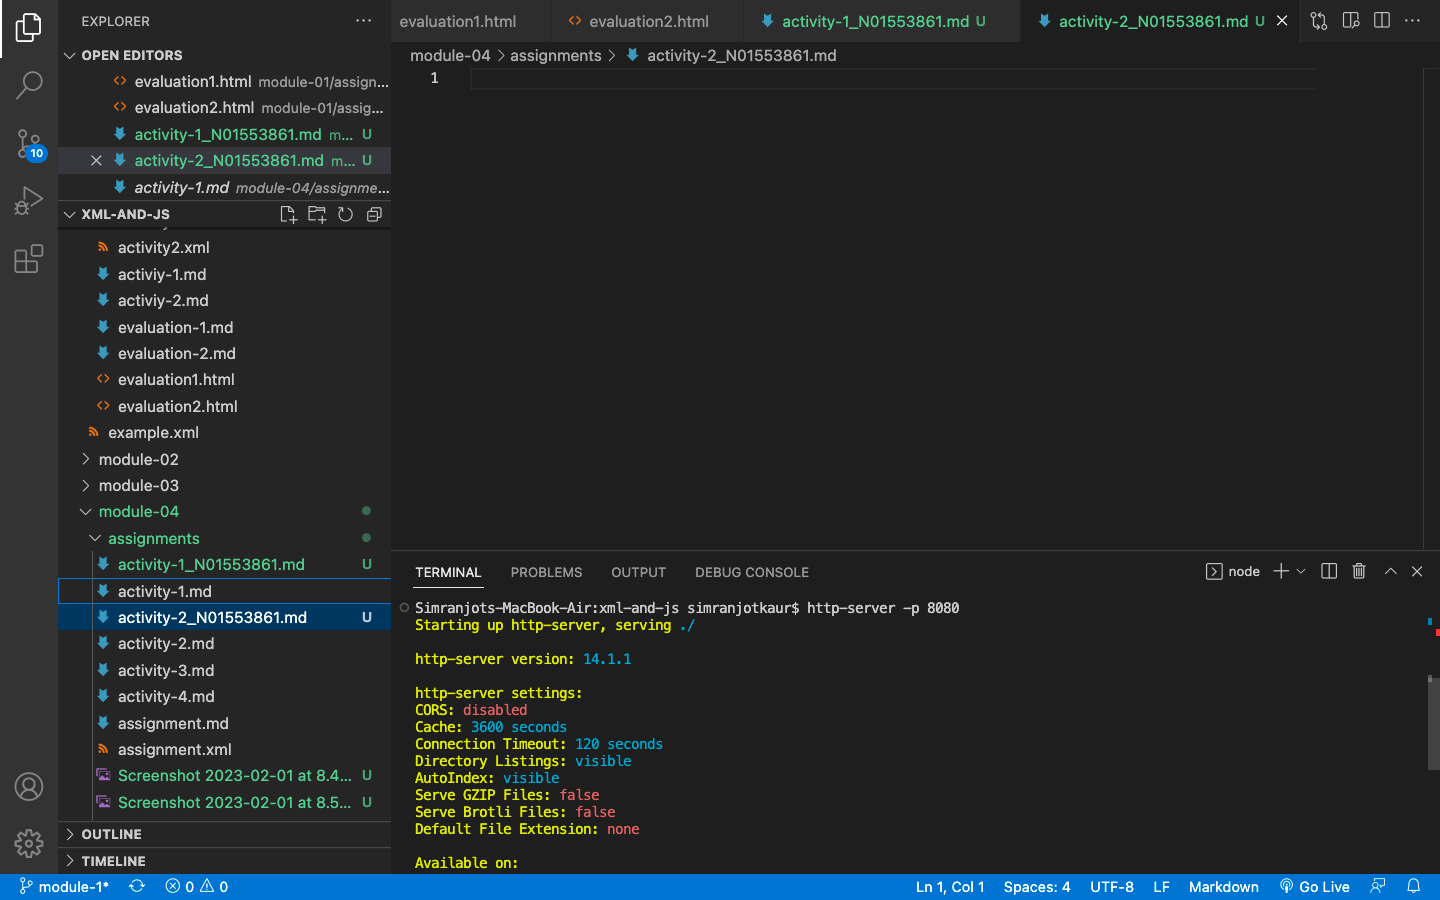 EXPLORER
OPEN EDITORS
evaluation1.html module-01/assign...
evaluation2.html module-01/assig...
activity-1_N01553861.md m... U
activity-2_N01553861.md m... U
activity-1.md module-04/assignme...
XML-AND-JS
activity2.xml
activiy-1.md
activiy-2.md
evaluation-1.md
evaluation-2.md
evaluation1.html
evaluation2.html
example.xml
module-02
module-03
module-04
assignments
activity-1_N01553861.md U
activity-1.md
activity-2_N01553861.md U
activity-2.md
activity-3.md
activity-4.md
assignment.md
assignment.xml
Screenshot 2023-02-01 at 8.4... U
Screenshot 2023-02-01 at 8.5... U
OUTLINE
TIMELINE
10
evaluation1.html evaluation2.html activity-1_N01553861.md U activity-2_N01553861.md U
module-04 > assignments > activity-2_N01553861.md
1
TERMINAL PROBLEMS OUTPUT DEBUG CONSOLE node
Simranjots-MacBook-Air:xml-and-js simranjotkaur$ http-server -p 8080
Starting up http-server, serving ./
http-server version: 14.1.1
http-server settings:
CORS: disabled
Cache: 3600 seconds
Connection Timeout: 120 seconds
Directory Listings: visible
AutoIndex: visible
Serve GZIP Files: false
Serve Brotli Files: false
Default File Extension: none
Available on:
module-1* 0 0 Ln 1, Col 1 Spaces: 4 UTF-8 LF Markdown Go Live